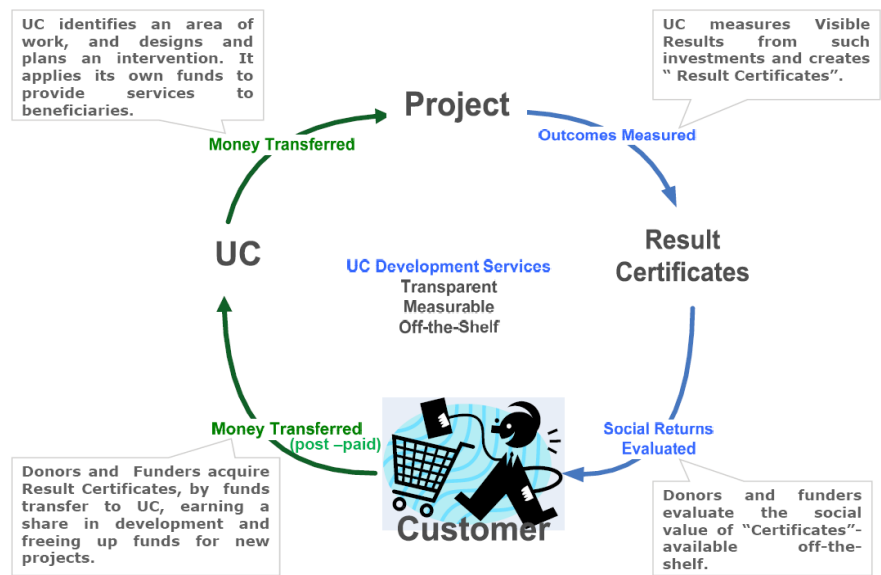 UC identifies an area of
work, and designs and
plans an intervention. It
applies its own funds to
provide services to
beneficiaries.
UC measures Visible
Results from such
investments and creates
“ Result Certificates”.
Project
Money Transferred
Outcomes Measured
UC
Result
Certificates
UC Development Services
Transparent
Measurable
Off-the-Shelf
Money Transferred
(post –paid)
Social Returns
Evaluated
Customer
Donors and Funders acquire
Result Certificates, by funds
transfer to UC, earning a
share in development and
freeing up funds for new
projects.
Donors and funders
evaluate the social
value of “Certificates”-
available off-the-
shelf.